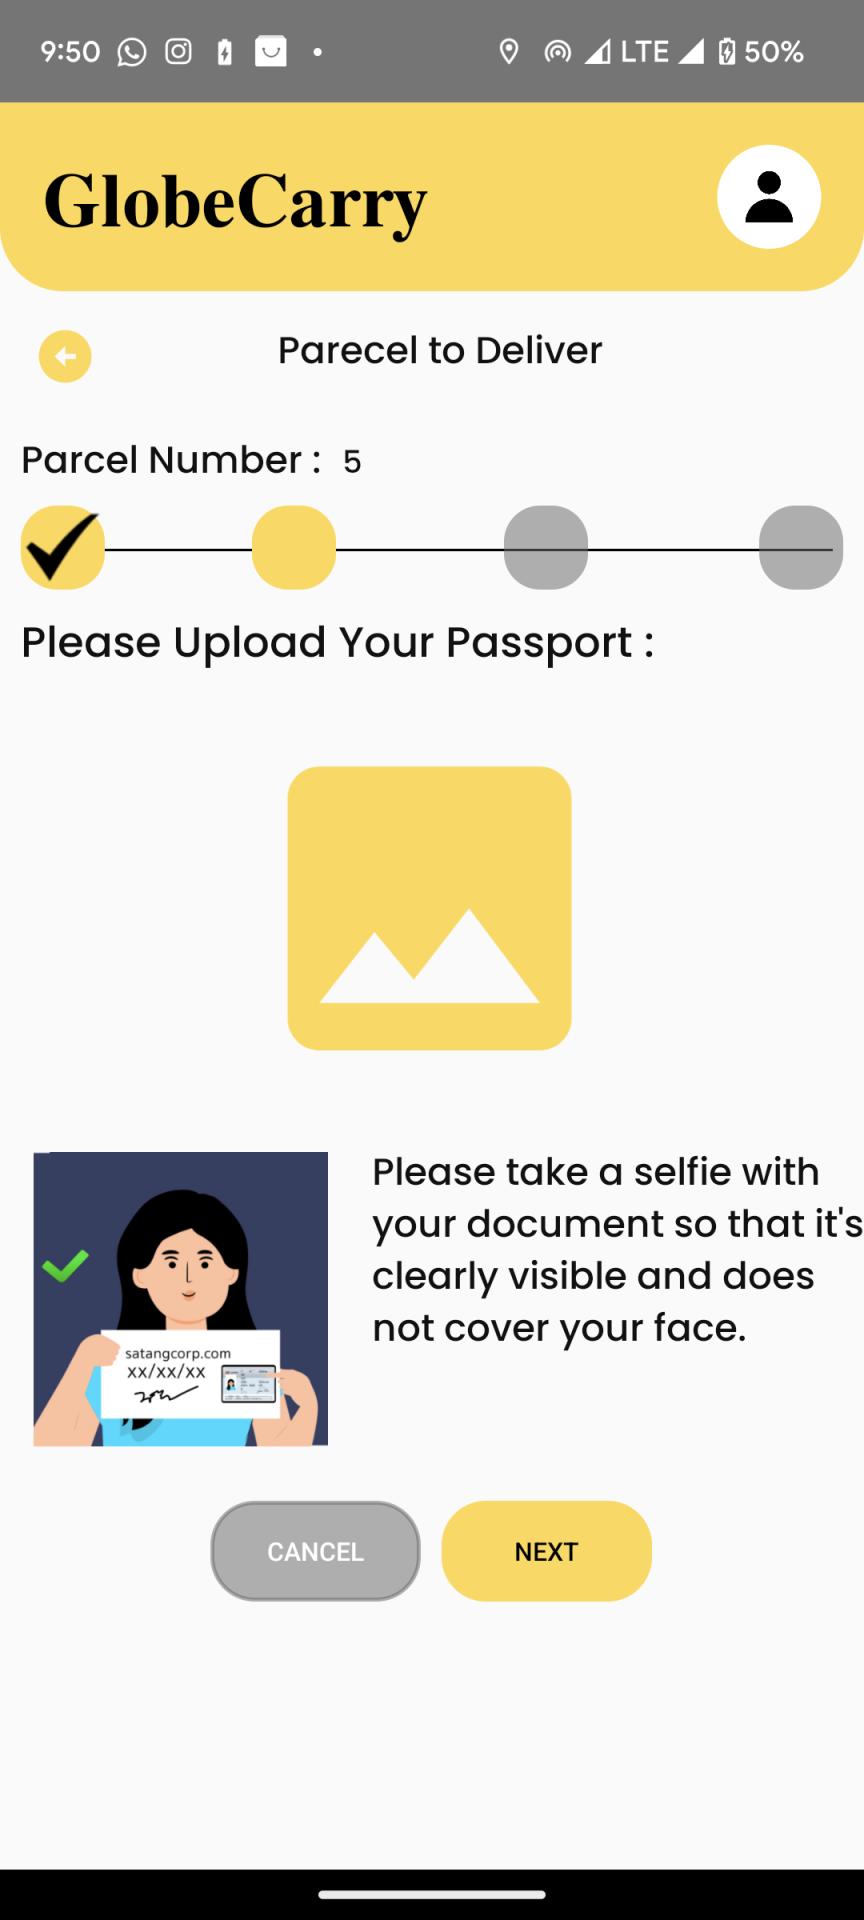 9:50
LTE 50%
GlobeCarry
Parecel to Deliver
Parcel Number : 5
Please Upload Your Passport :
Please take a selfie with
your document so that it's
clearly visible and does
not cover your face.
satangcorp.com
xx/xx/xx
CANCEL
NEXT